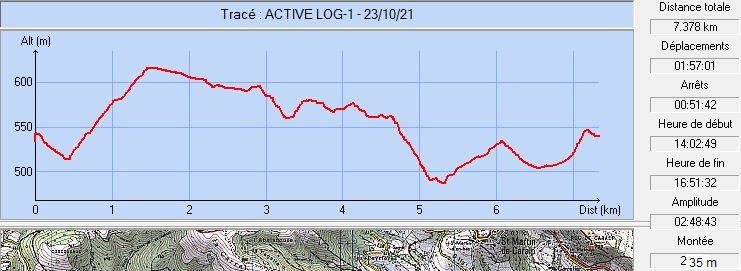 Tracé : ACTIVE LOG-1 - 23/10/21
Alt (m)
600
550
500
0 1 2 3 4 5 6 Dist (km)
Distance totale
7.378 km
Déplacements
01:57:01
Arrêts
00:51:42
Heure de début
14:02:49
Heure de fin
16:51:32
Amplitude
02:48:43
Montée
235 m
St Martin